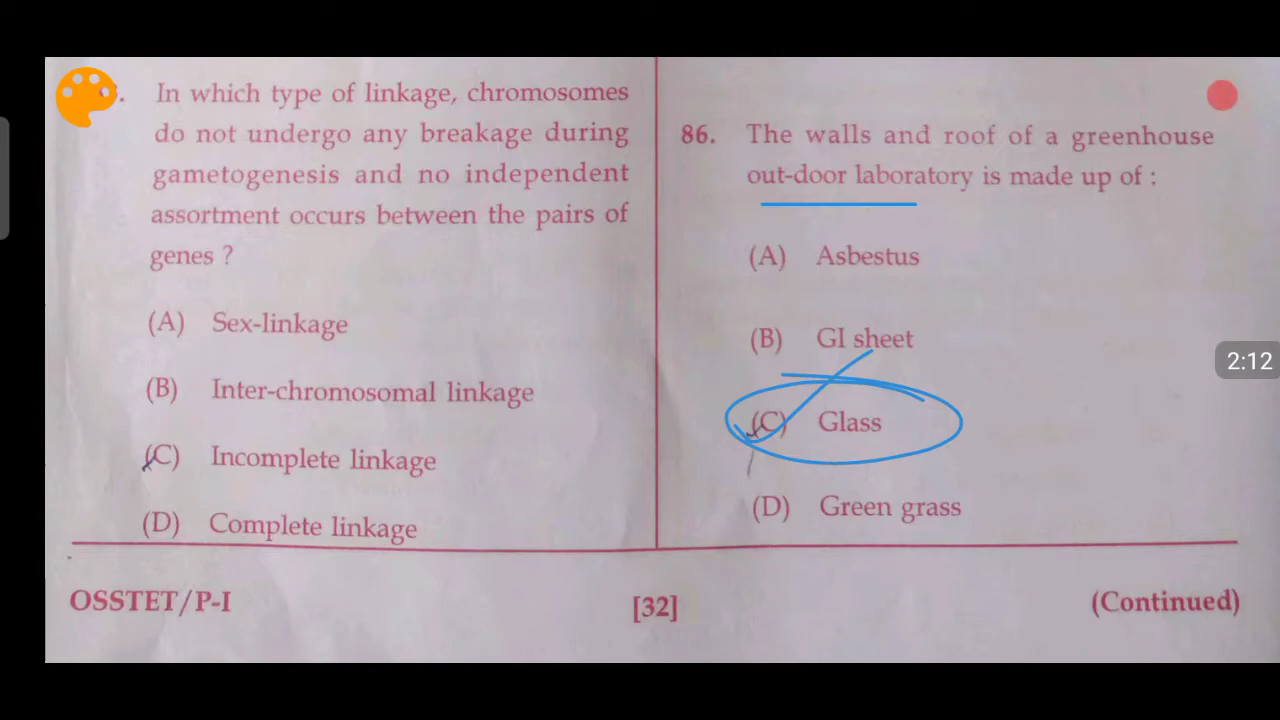 In which type of linkage, chromosomes
do not undergo any breakage during
gametogenesis and no independent
assortment occurs between the pairs of
genes ?
(A) Sex-linkage
(B) Inter-chromosomal linkage
(C) Incomplete linkage
(D) Complete linkage
86. The walls and roof of a greenhouse
out-door laboratory is made up of :
(A) Asbestus
(B) GI sheet
(C) Glass
(D) Green grass
2:12
OSSTET/P-I
[32]
(Continued)